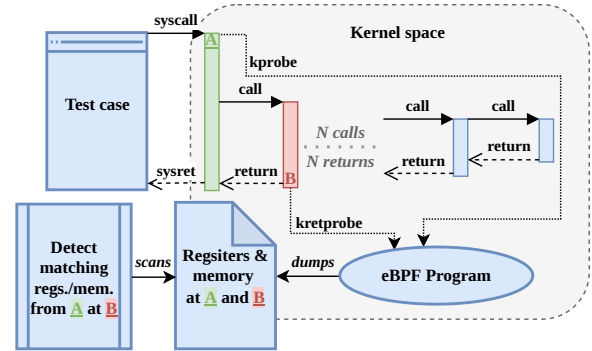 syscall
Kernel space
A
kprobe
Test case
call
call
call
N calls
N returns
return
return
sysret
return
B
kretprobe
Detect
matching
regs./mem.
from A at B
scans
Regsiters &
memory
at A and B
dumps
eBPF Program